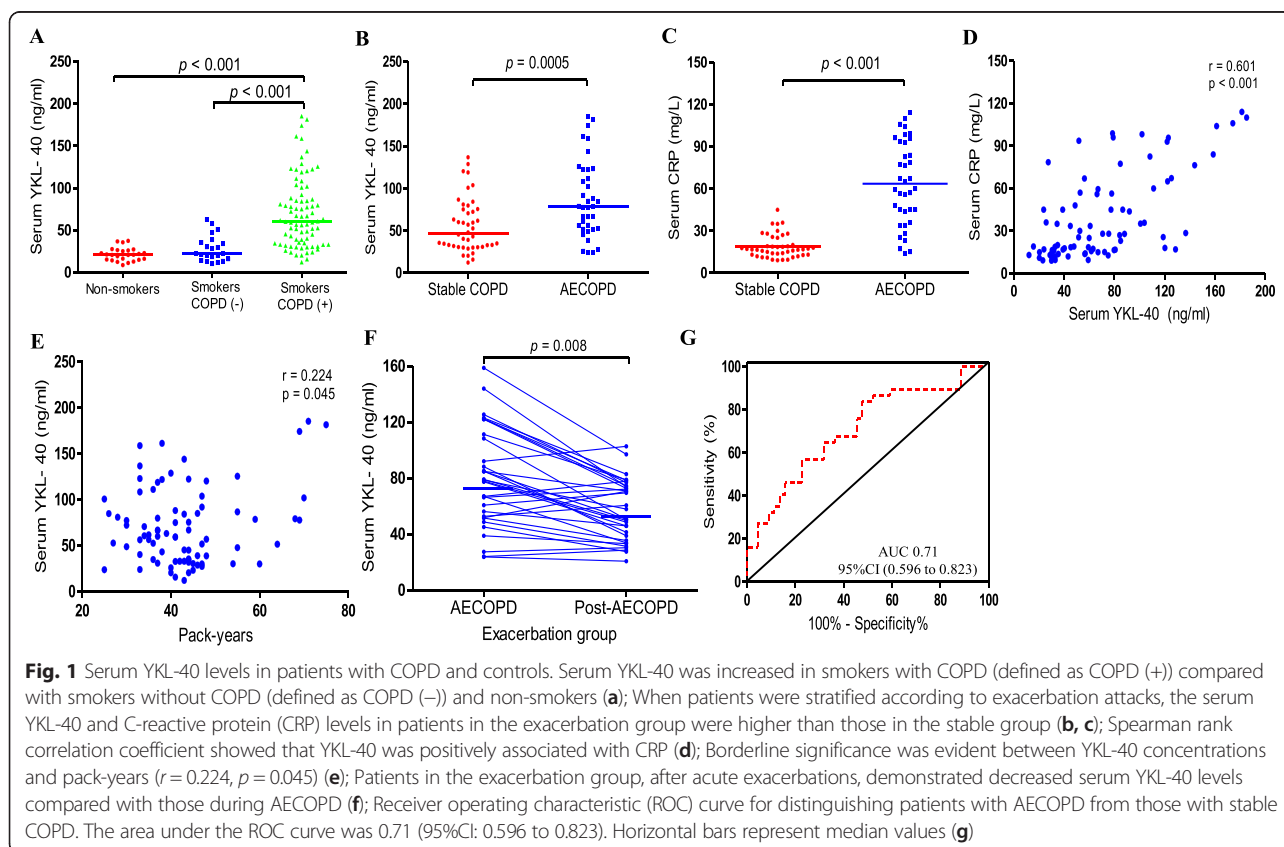 A
250
200
150
100
50
0
Serum YKL- 40 (ng/ml)
p < 0.001
p < 0.001
Non-smokers
Smokers
COPD (-)
Smokers
COPD (+)
B
250
200
150
100
50
0
Serum YKL-40 (ng/ml)
p = 0.0005
Stable COPD
AECOPD
C
150
120
90
60
30
0
Serum CRP (mg/L)
p < 0.001
Stable COPD
AECOPD
D
150
120
90
60
30
0
Serum CRP (mg/L)
r = 0.601
p < 0.001
0 40 80 120 160 200
Serum YKL-40 (ng/ml)
E
250
200
150
100
50
0
Serum YKL- 40 (ng/ml)
r = 0.224
p = 0.045
20 40 60 80
Pack-years
F
160
120
80
40
0
Serum YKL- 40 (ng/ml)
p = 0.008
AECOPD
Post-AECOPD
Exacerbation group
G
100
80
60
40
20
0
Sensitivity (%)
AUC 0.71
95%CI (0.596 to 0.823)
0 20 40 60 80 100
100% - Specificity%
Fig. 1 Serum YKL-40 levels in patients with COPD and controls. Serum YKL-40 was increased in smokers with COPD (defined as COPD (+)) compared
with smokers without COPD (defined as COPD (−)) and non-smokers (a); When patients were stratified according to exacerbation attacks, the serum
YKL-40 and C-reactive protein (CRP) levels in patients in the exacerbation group were higher than those in the stable group (b, c); Spearman rank
correlation coefficient showed that YKL-40 was positively associated with CRP (d); Borderline significance was evident between YKL-40 concentrations
and pack-years (r = 0.224, p = 0.045) (e); Patients in the exacerbation group, after acute exacerbations, demonstrated decreased serum YKL-40 levels
compared with those during AECOPD (f); Receiver operating characteristic (ROC) curve for distinguishing patients with AECOPD from those with stable
COPD. The area under the ROC curve was 0.71 (95%CI: 0.596 to 0.823). Horizontal bars represent median values (g)